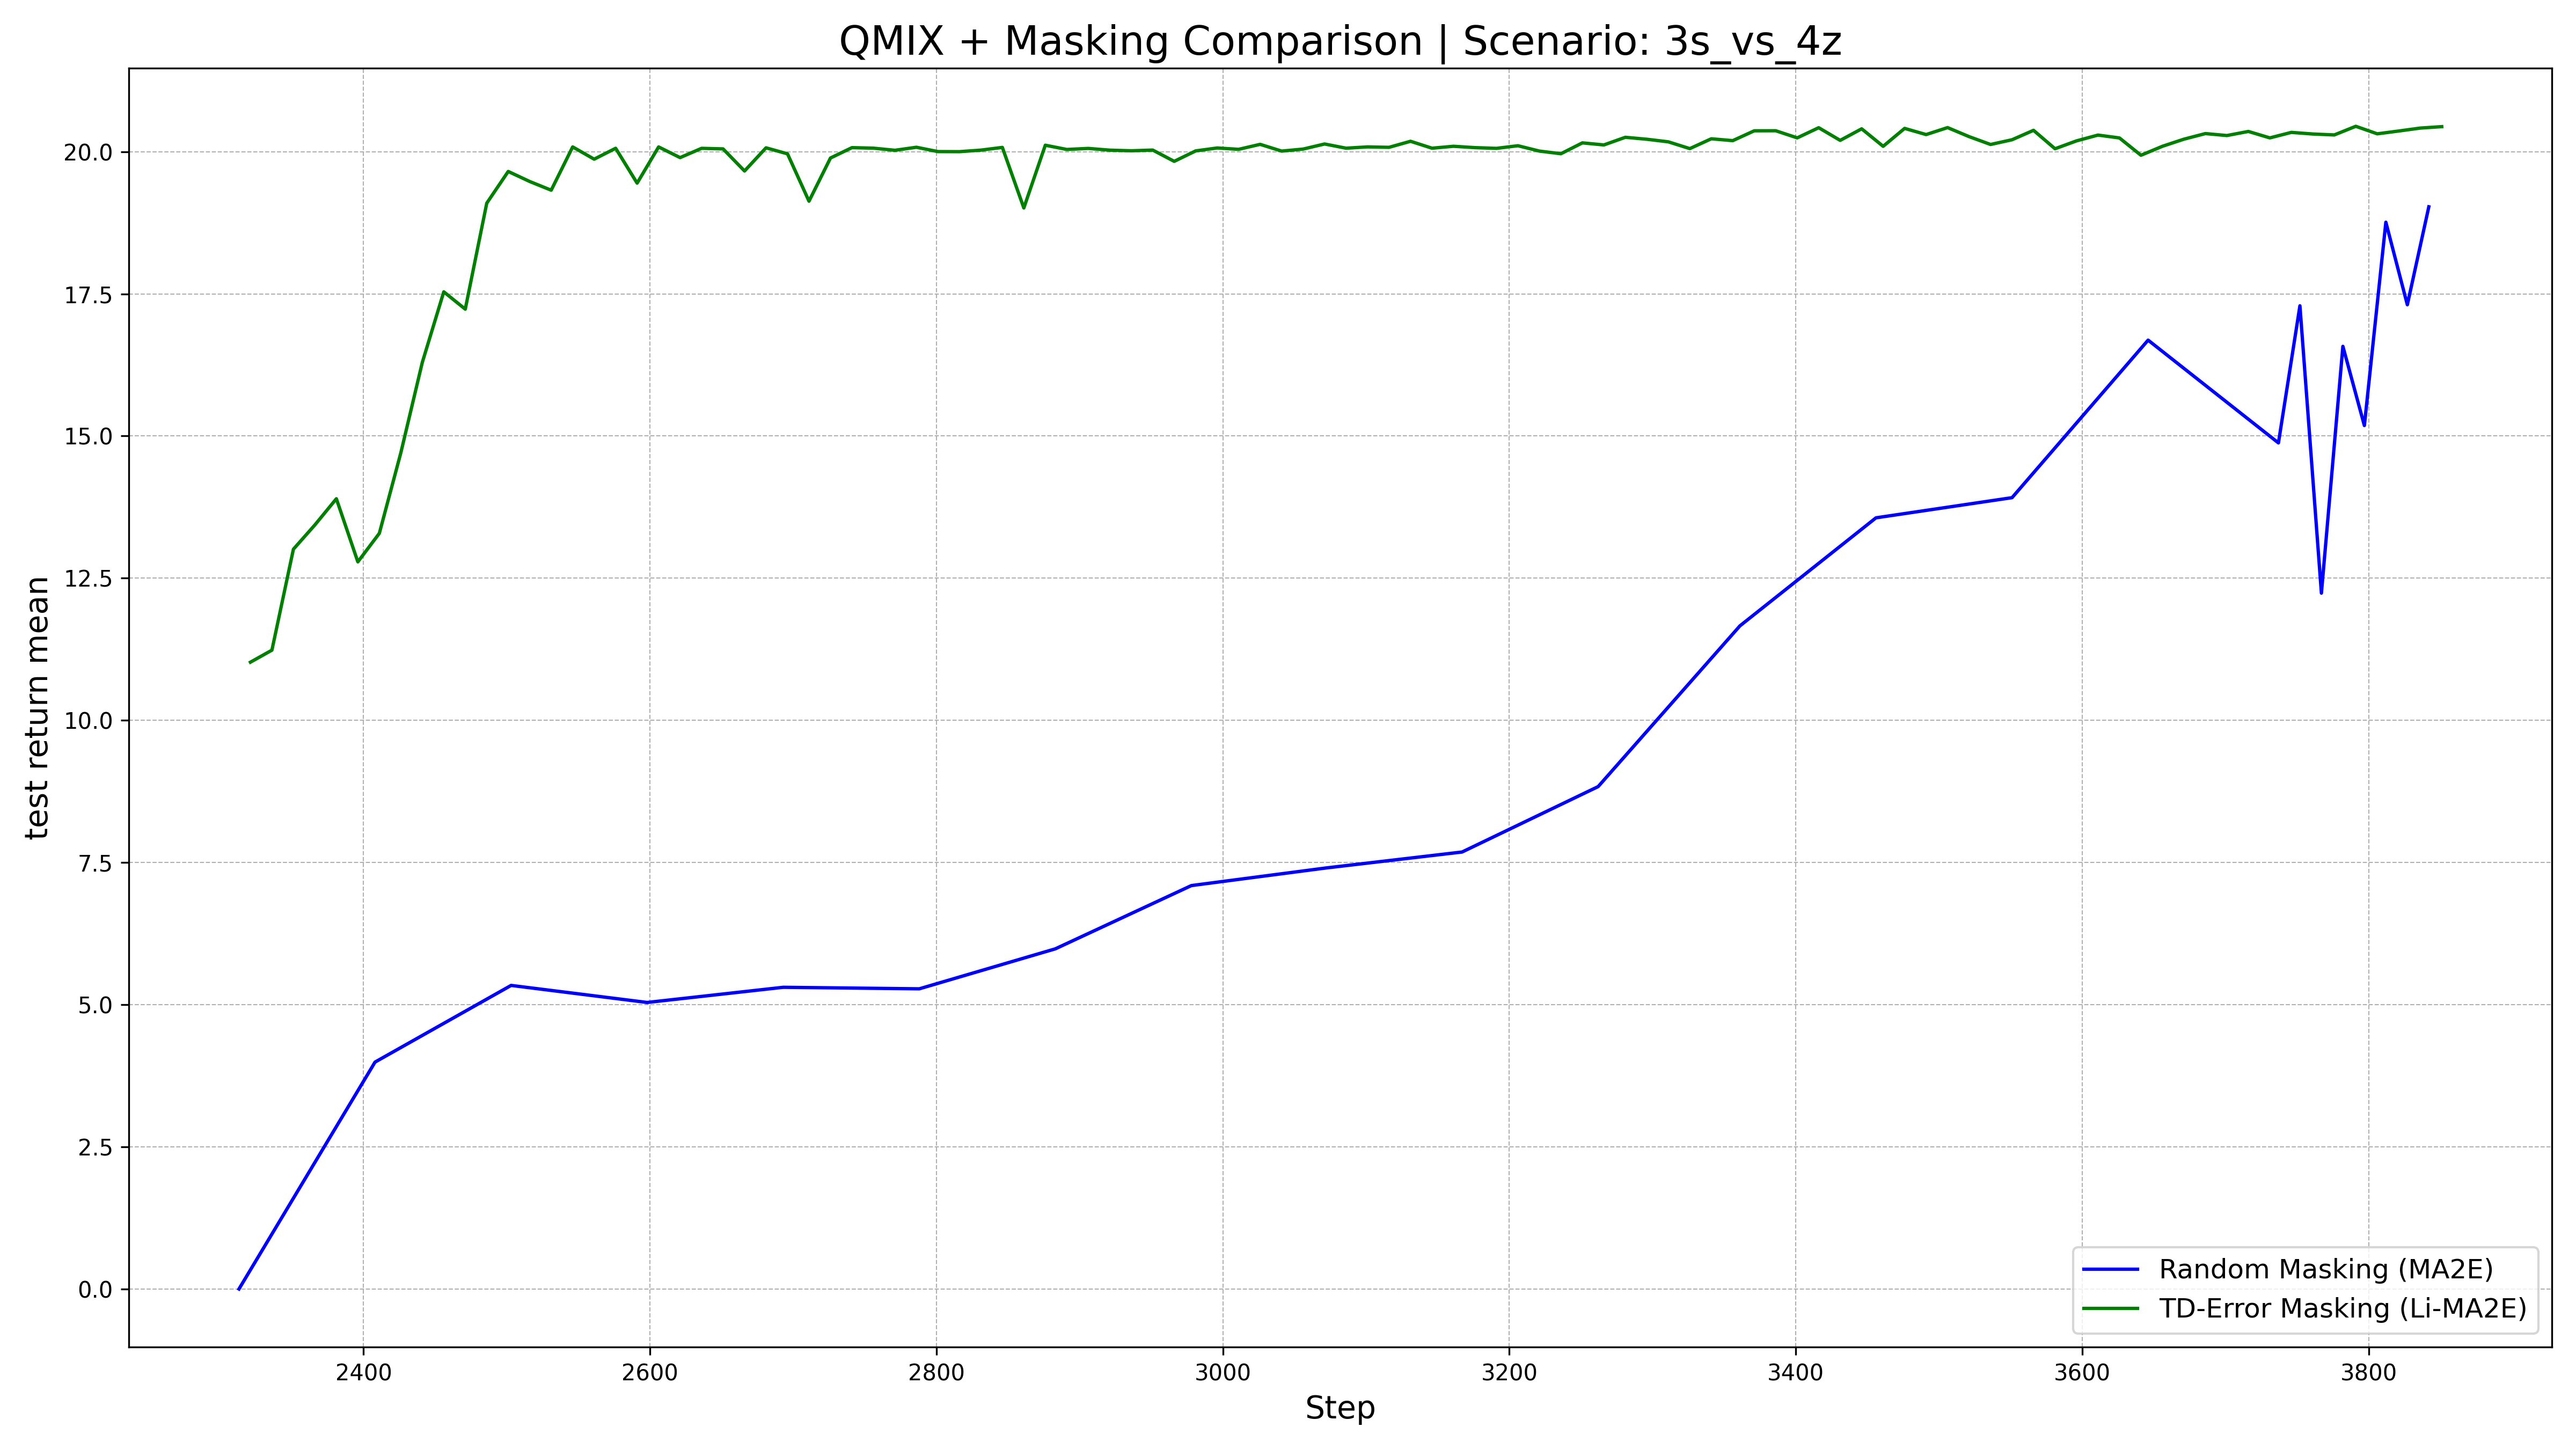 QMIX + Masking Comparison | Scenario: 3s_vs_4z
test return mean
20.0
17.5
15.0
12.5
10.0
7.5
5.0
2.5
0.0
2400 2600 2800 3000 3200 3400 3600 3800
Step
Random Masking (MA2E)
TD-Error Masking (Li-MA2E)